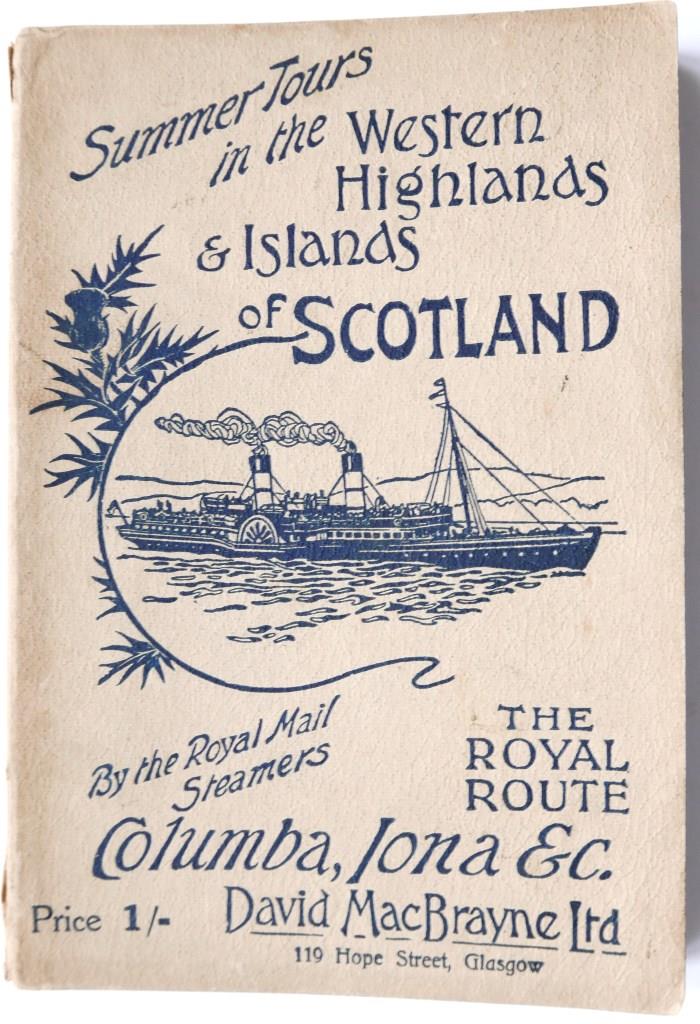 Summer Tours
in the Western
Highlands
& Islands
of SCOTLAND
By the Royal Mail
Steamers
THE
ROYAL
ROUTE
Columba, Iona &c.
Price 1/-
David MacBrayne Ltd
119 Hope Street, Glasgow